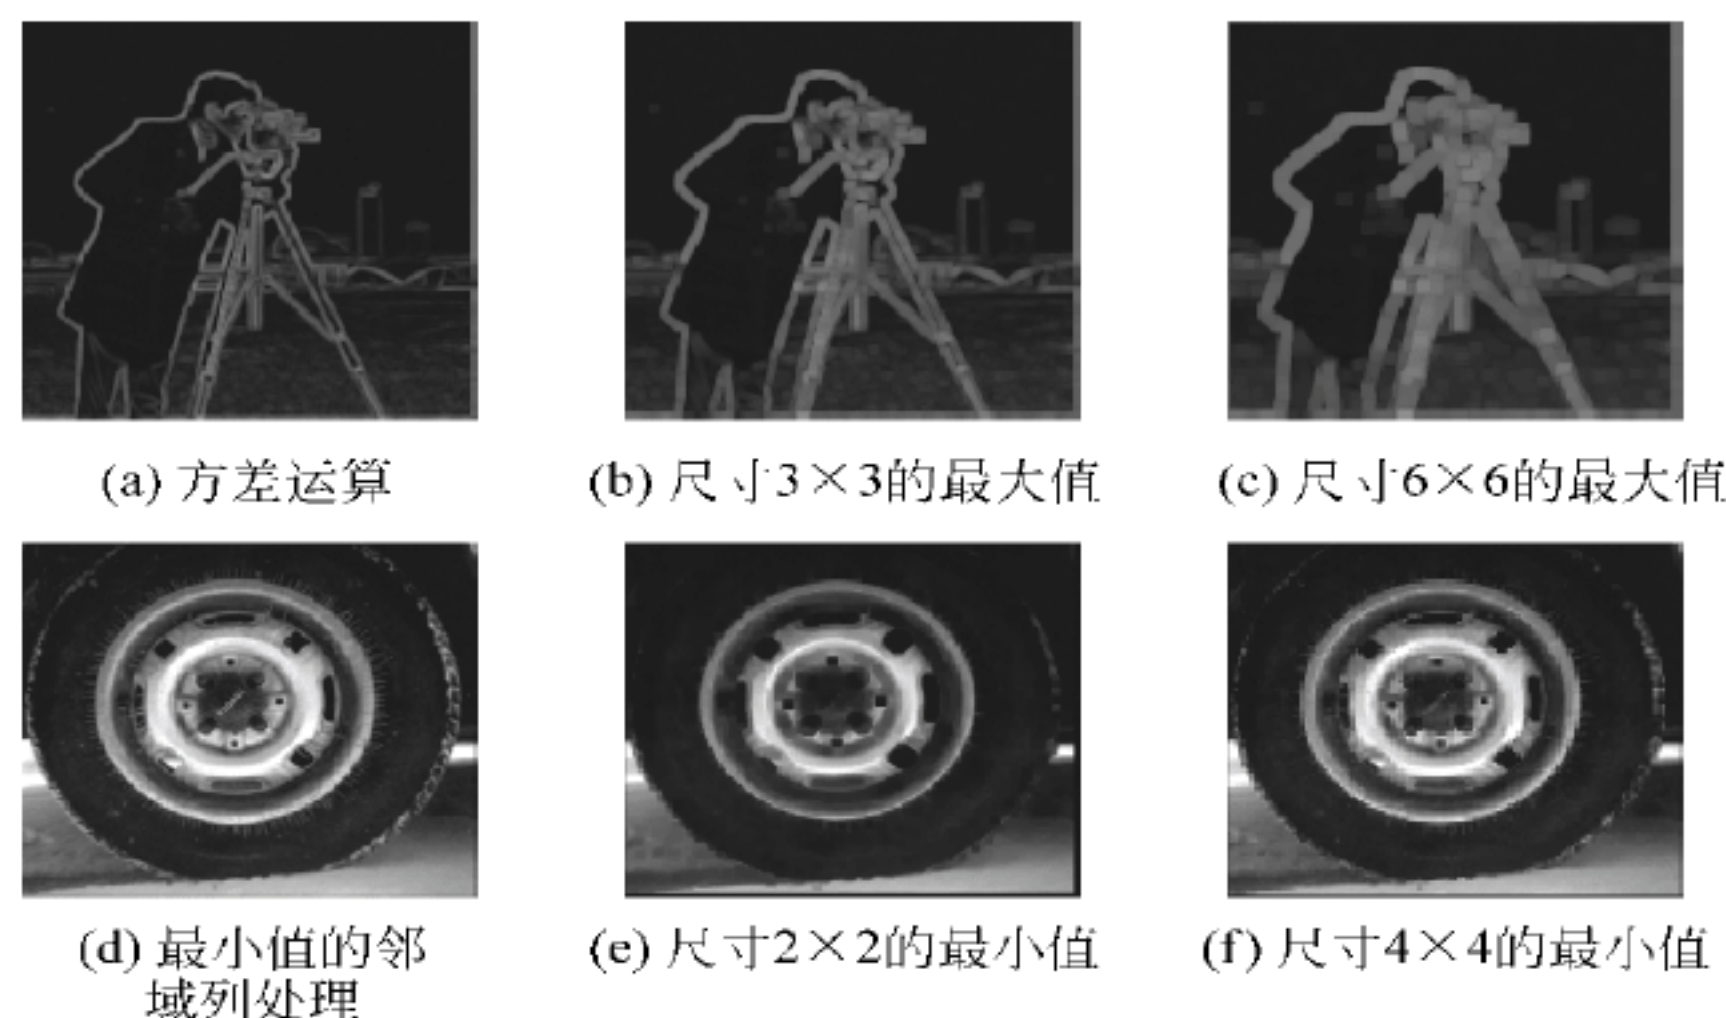 (a) 方差运算
(b) 尺寸3×3的最大值
(c) 尺寸6×6的最大值
(d) 最小值的邻
域列处理
(e) 尺寸2×2的最小值
(f) 尺寸4×4的最小值